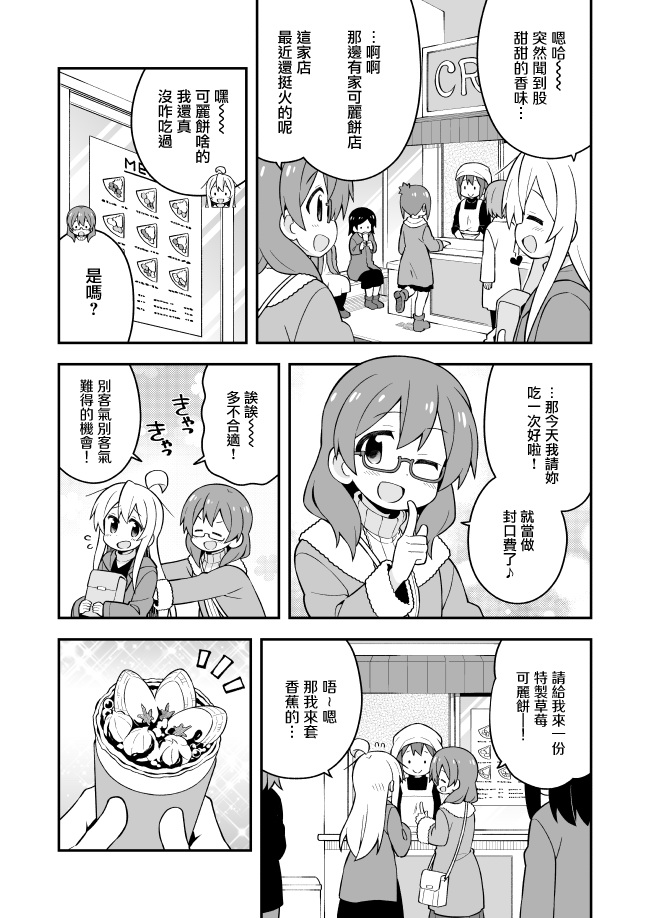 嗯哈~~~
突然聞到股
甜甜的香味…
…啊啊
那邊有家可麗餅店
這家店
最近還挺火的呢
CR
嘿~~~
可麗餅啥的
我還真
沒咋吃過
ME
是嗎?
…那今天我請妳
吃一次好啦!
就當做
封口費了♪
誒誒~~~
多不合適!
きゃっ
きゃっ
別客氣別客氣
難得的機會!
請給我來一份
特製草莓
可麗餅—!
唔~嗯
那我來套
香蕉的…